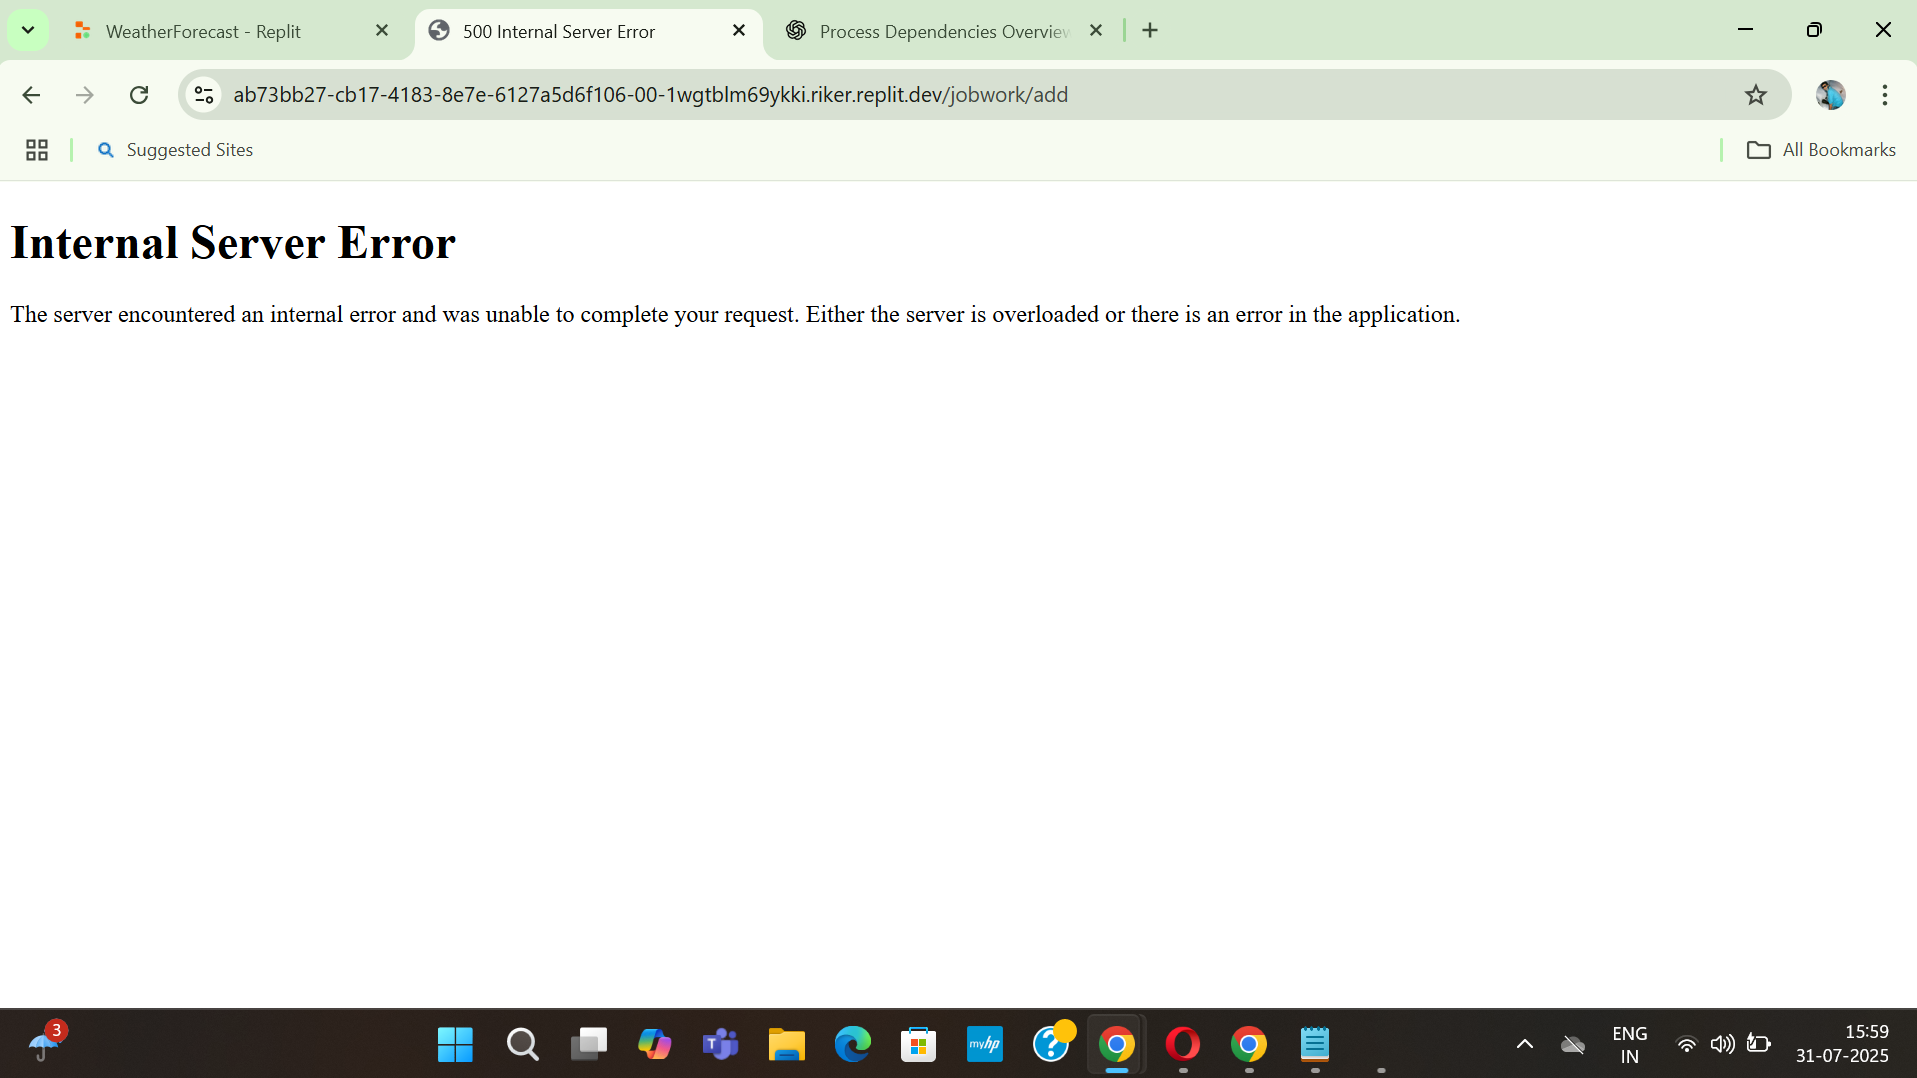 WeatherForecast - Replit
500 Internal Server Error
Process Dependencies Overview
ab73bb27-cb17-4183-8e7e-6127a5d6f106-00-1wgtblm69ykki.riker.replit.dev/jobwork/add
Suggested Sites
All Bookmarks
Internal Server Error
The server encountered an internal error and was unable to complete your request. Either the server is overloaded or there is an error in the application.
3
myhp
ENG
IN
15:59
31-07-2025